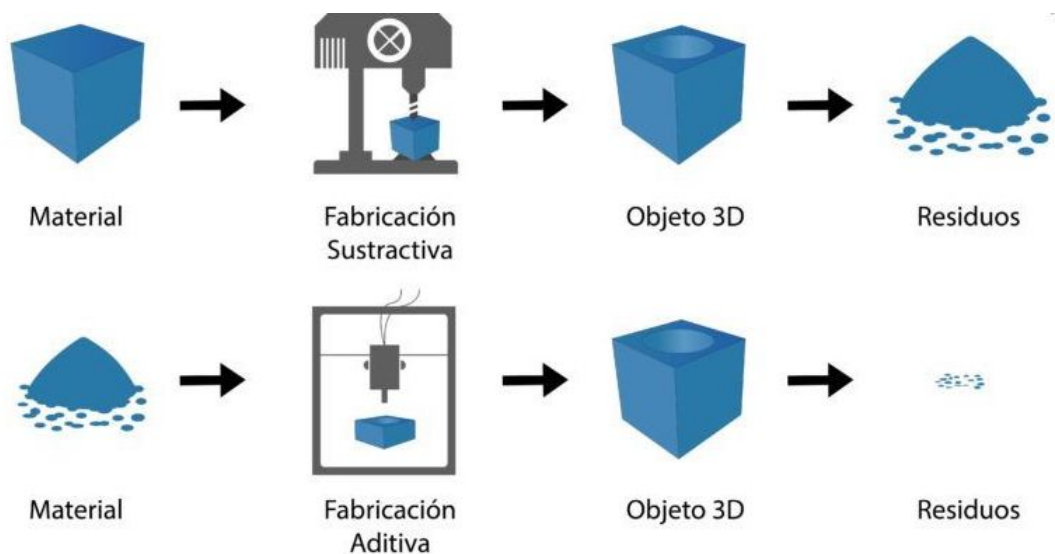 Material
Fabricación
Sustractiva
Objeto 3D
Residuos
Material
Fabricación
Aditiva
Objeto 3D
Residuos